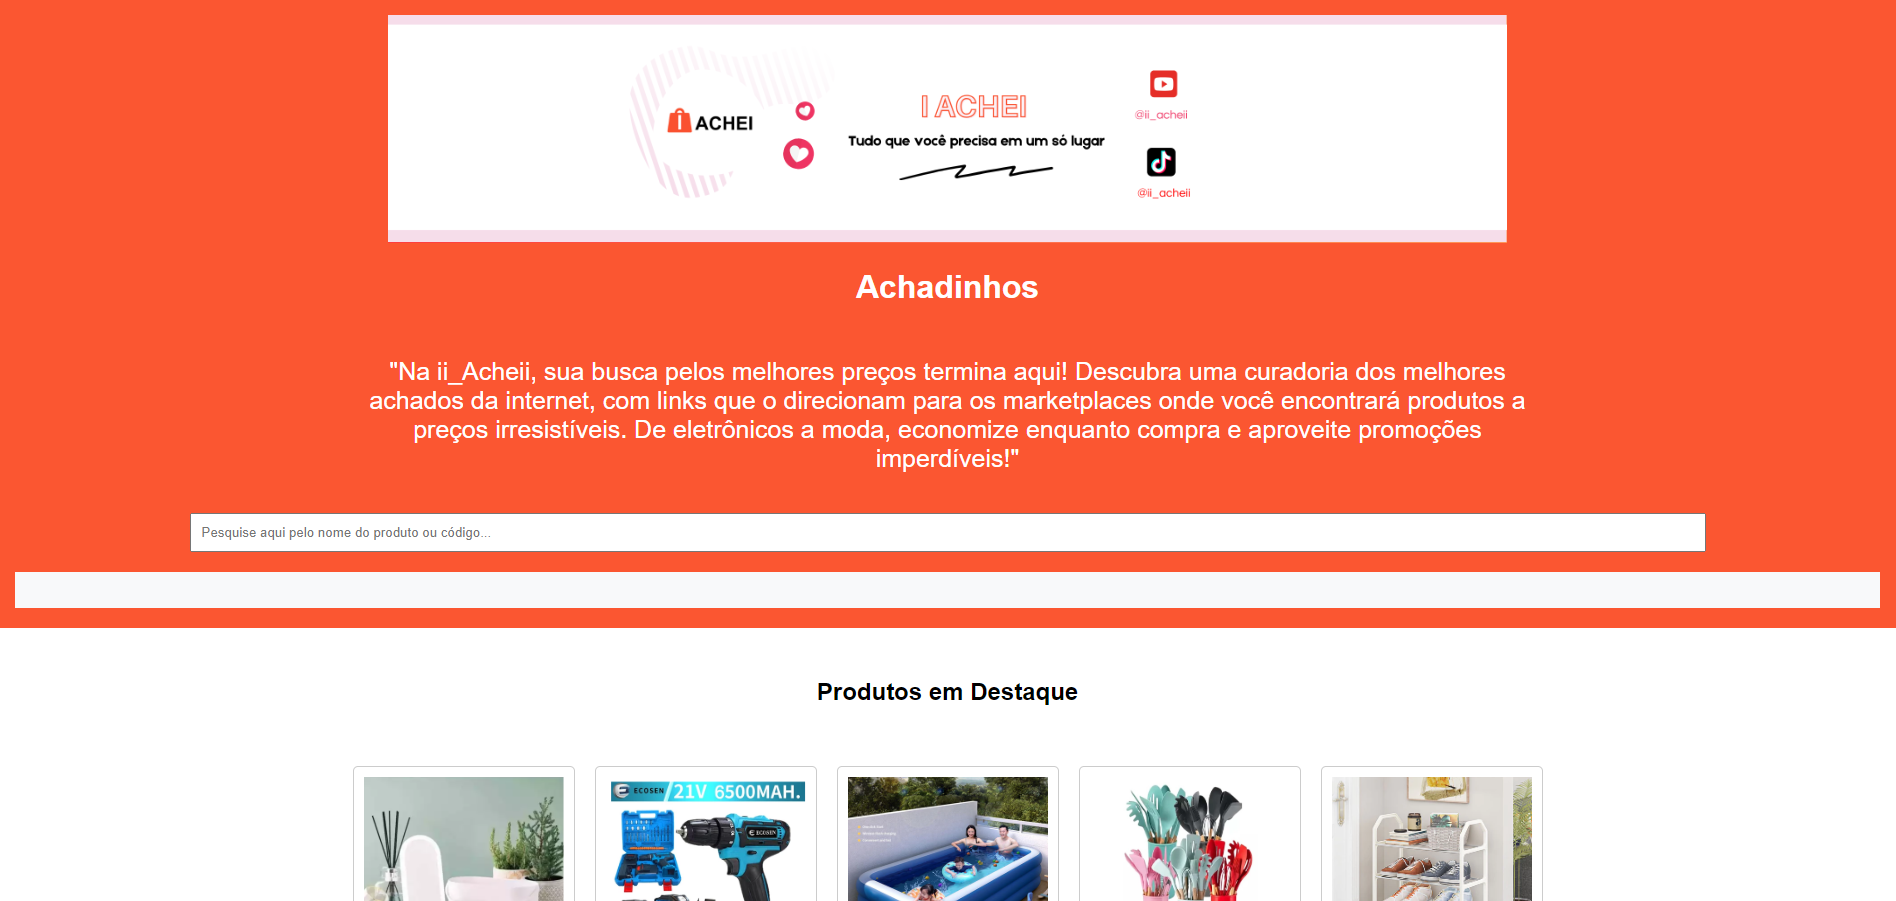 I ACHEI
I ACHEI
Tudo que você precisa em um só lugar
@ii_acheii
@ii_acheii
Achadinhos
"Na ii_Acheii, sua busca pelos melhores preços termina aqui! Descubra uma curadoria dos melhores
achados da internet, com links que o direcionam para os marketplaces onde você encontrará produtos a
preços irresistíveis. De eletrônicos a moda, economize enquanto compra e aproveite promoções
imperdíveis!"
Pesquise aqui pelo nome do produto ou código...
Produtos em Destaque
ECOSEN 21V 6500MAH.
ECOSEN